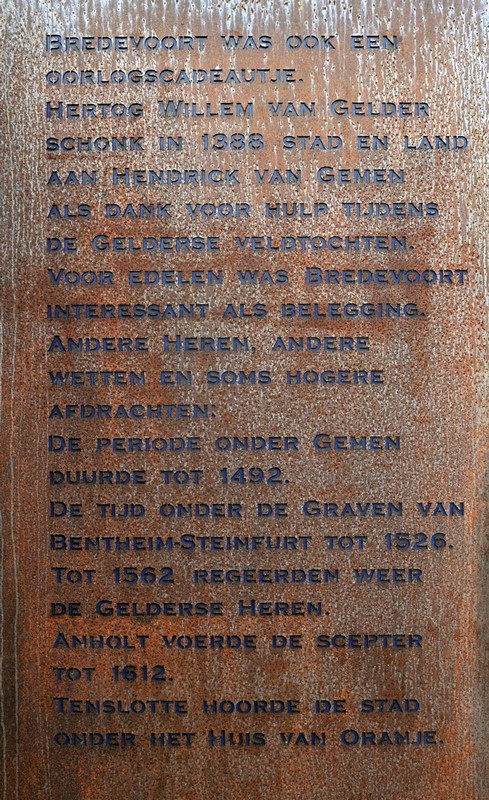 Bredevoort was ook een
oorlogscadeautje.
Hertog Willem van Gelder
schonk in 1388 stad en land
aan Hendrick van Gemen
als dank voor hulp tijdens
de Gelderse veldtochten.
Voor edelen was Bredevoort
interessant als belegging.
Andere Heren, andere
wetten en soms hogere
afdrachten:
De periode onder Gemen
duurde tot 1492.
De tijd onder de Graven van
Bentheim-Steinfurt tot 1526.
Tot 1562 regeerden weer
de Gelderse Heren.
Anholt voerde de scepter
tot 1612.
Tenslotte hoorde de stad
onder het Huis van Oranje.